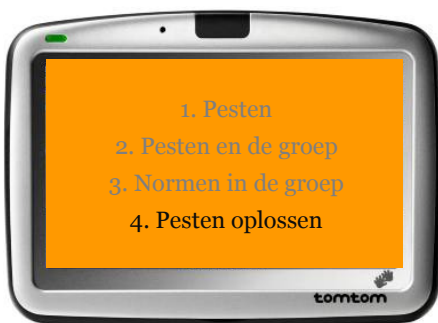 1. Pesten
2. Pesten en de groep
3. Normen in de groep
4. Pesten oplossen
tomtom